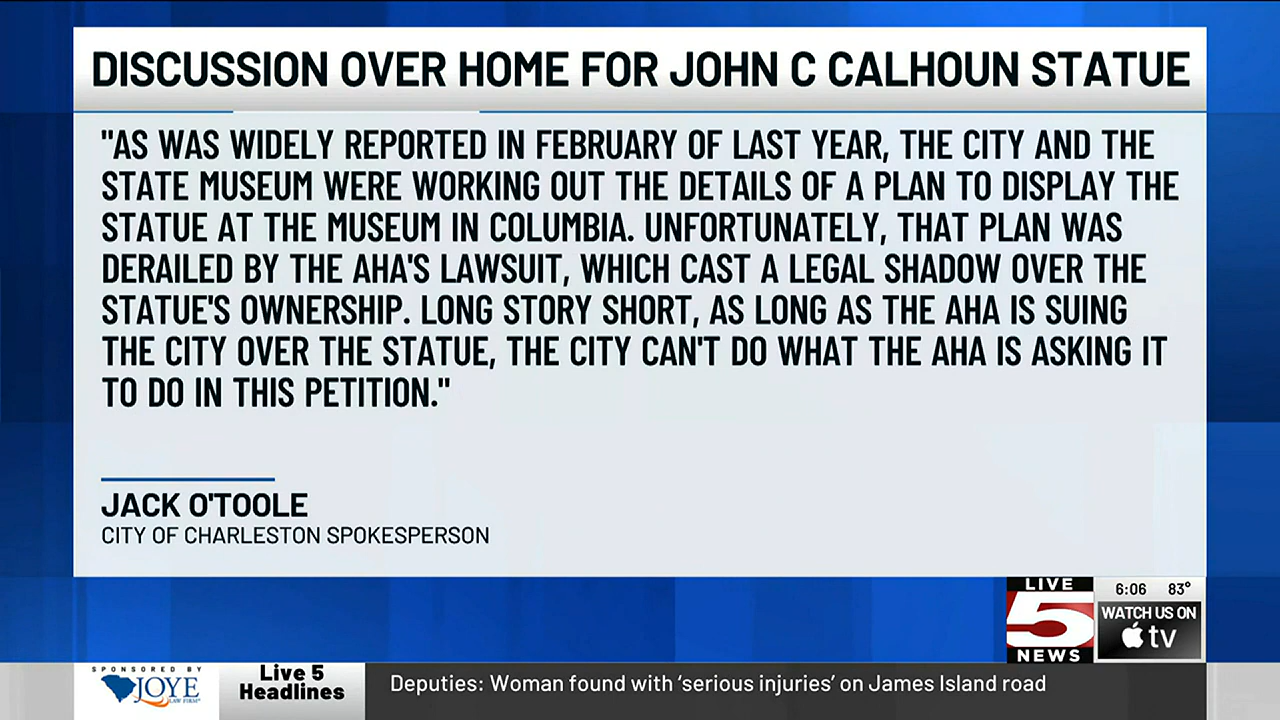 DISCUSSION OVER HOME FOR JOHN C CALHOUN STATUE
"AS WAS WIDELY REPORTED IN FEBRUARY OF LAST YEAR, THE CITY AND THE
STATE MUSEUM WERE WORKING OUT THE DETAILS OF A PLAN TO DISPLAY THE
STATUE AT THE MUSEUM IN COLUMBIA. UNFORTUNATELY, THAT PLAN WAS
DERAILED BY THE AHA'S LAWSUIT, WHICH CAST A LEGAL SHADOW OVER THE
STATUE'S OWNERSHIP. LONG STORY SHORT, AS LONG AS THE AHA IS SUING
THE CITY OVER THE STATUE, THE CITY CAN'T DO WHAT THE AHA IS ASKING IT
TO DO IN THIS PETITION."
JACK O'TOOLE
CITY OF CHARLESTON SPOKESPERSON
LIVE
5
NEWS
6:06 83°
WATCH US ON
tv
SPONSORED BY
JOYE
LAW FIRM
Live 5
Headlines
Deputies: Woman found with ‘serious injuries’ on James Island road